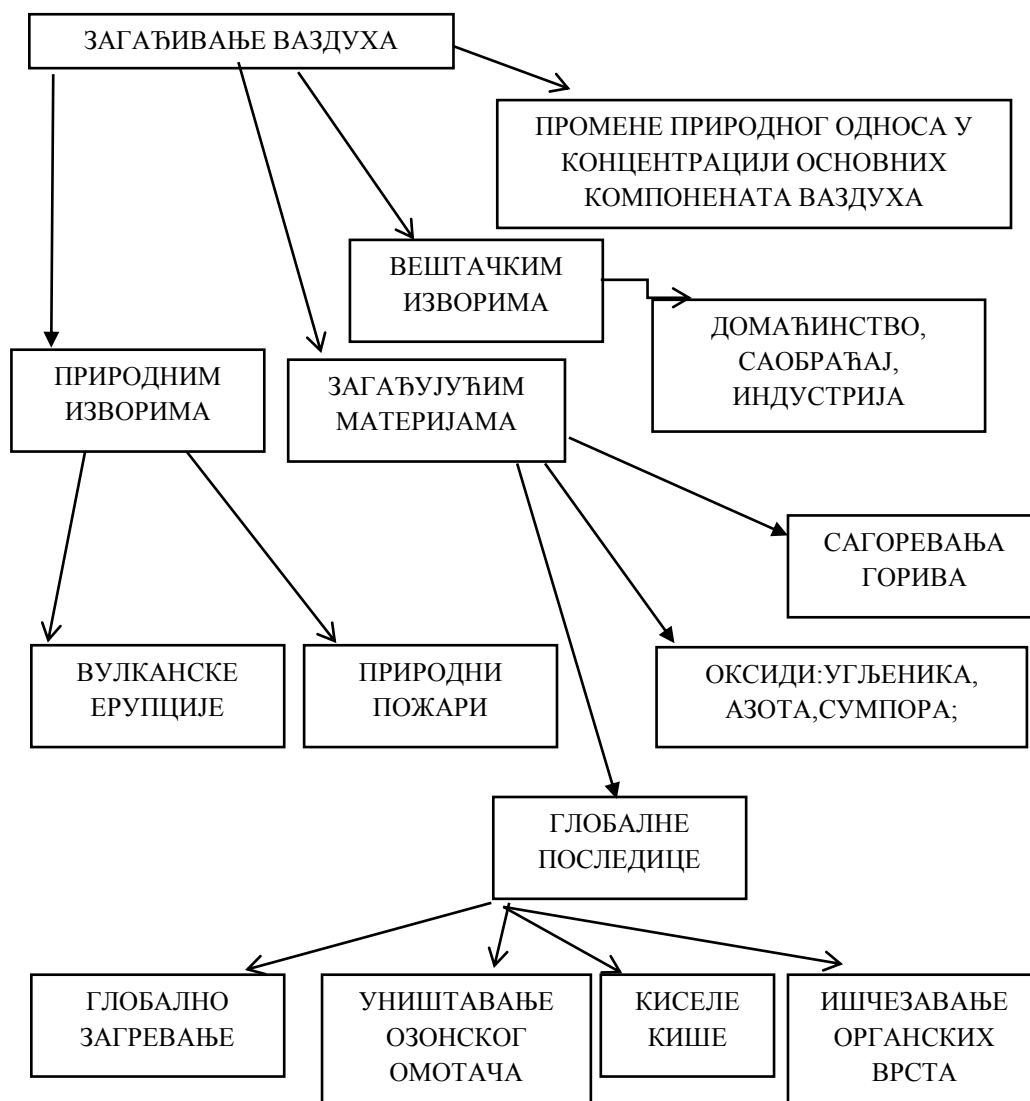 ЗАГАЂИВАЊЕ ВАЗДУХА
ПРОМЕНЕ ПРИРОДНОГ ОДНОСА У
КОНЦЕНТРАЦИЈИ ОСНОВНИХ
КОМПОНЕНАТА ВАЗДУХА
ВЕШТАЧКИМ
ИЗВОРИМА
ДОМАЋИНСТВО,
САОБРАЋАЈ,
ИНДУСТРИЈА
ПРИРОДНИМ
ИЗВОРИМА
ЗАГАЂУЈУЋИМ
МАТЕРИЈАМА
САГОРЕВАЊА
ГОРИВА
ВУЛКАНСКЕ
ЕРУПЦИЈЕ
ПРИРОДНИ
ПОЖАРИ
ОКСИДИ:УГЉЕНИКА,
АЗОТА,СУМПОРА;
ГЛОБАЛНЕ
ПОСЛЕДИЦЕ
ГЛОБАЛНО
ЗАГРЕВАЊЕ
УНИШТАВАЊЕ
ОЗОНСКОГ
ОМОТАЧА
КИСЕЛЕ
КИШЕ
ИШЧЕЗАВАЊЕ
ОРГАНСКИХ
ВРСТА